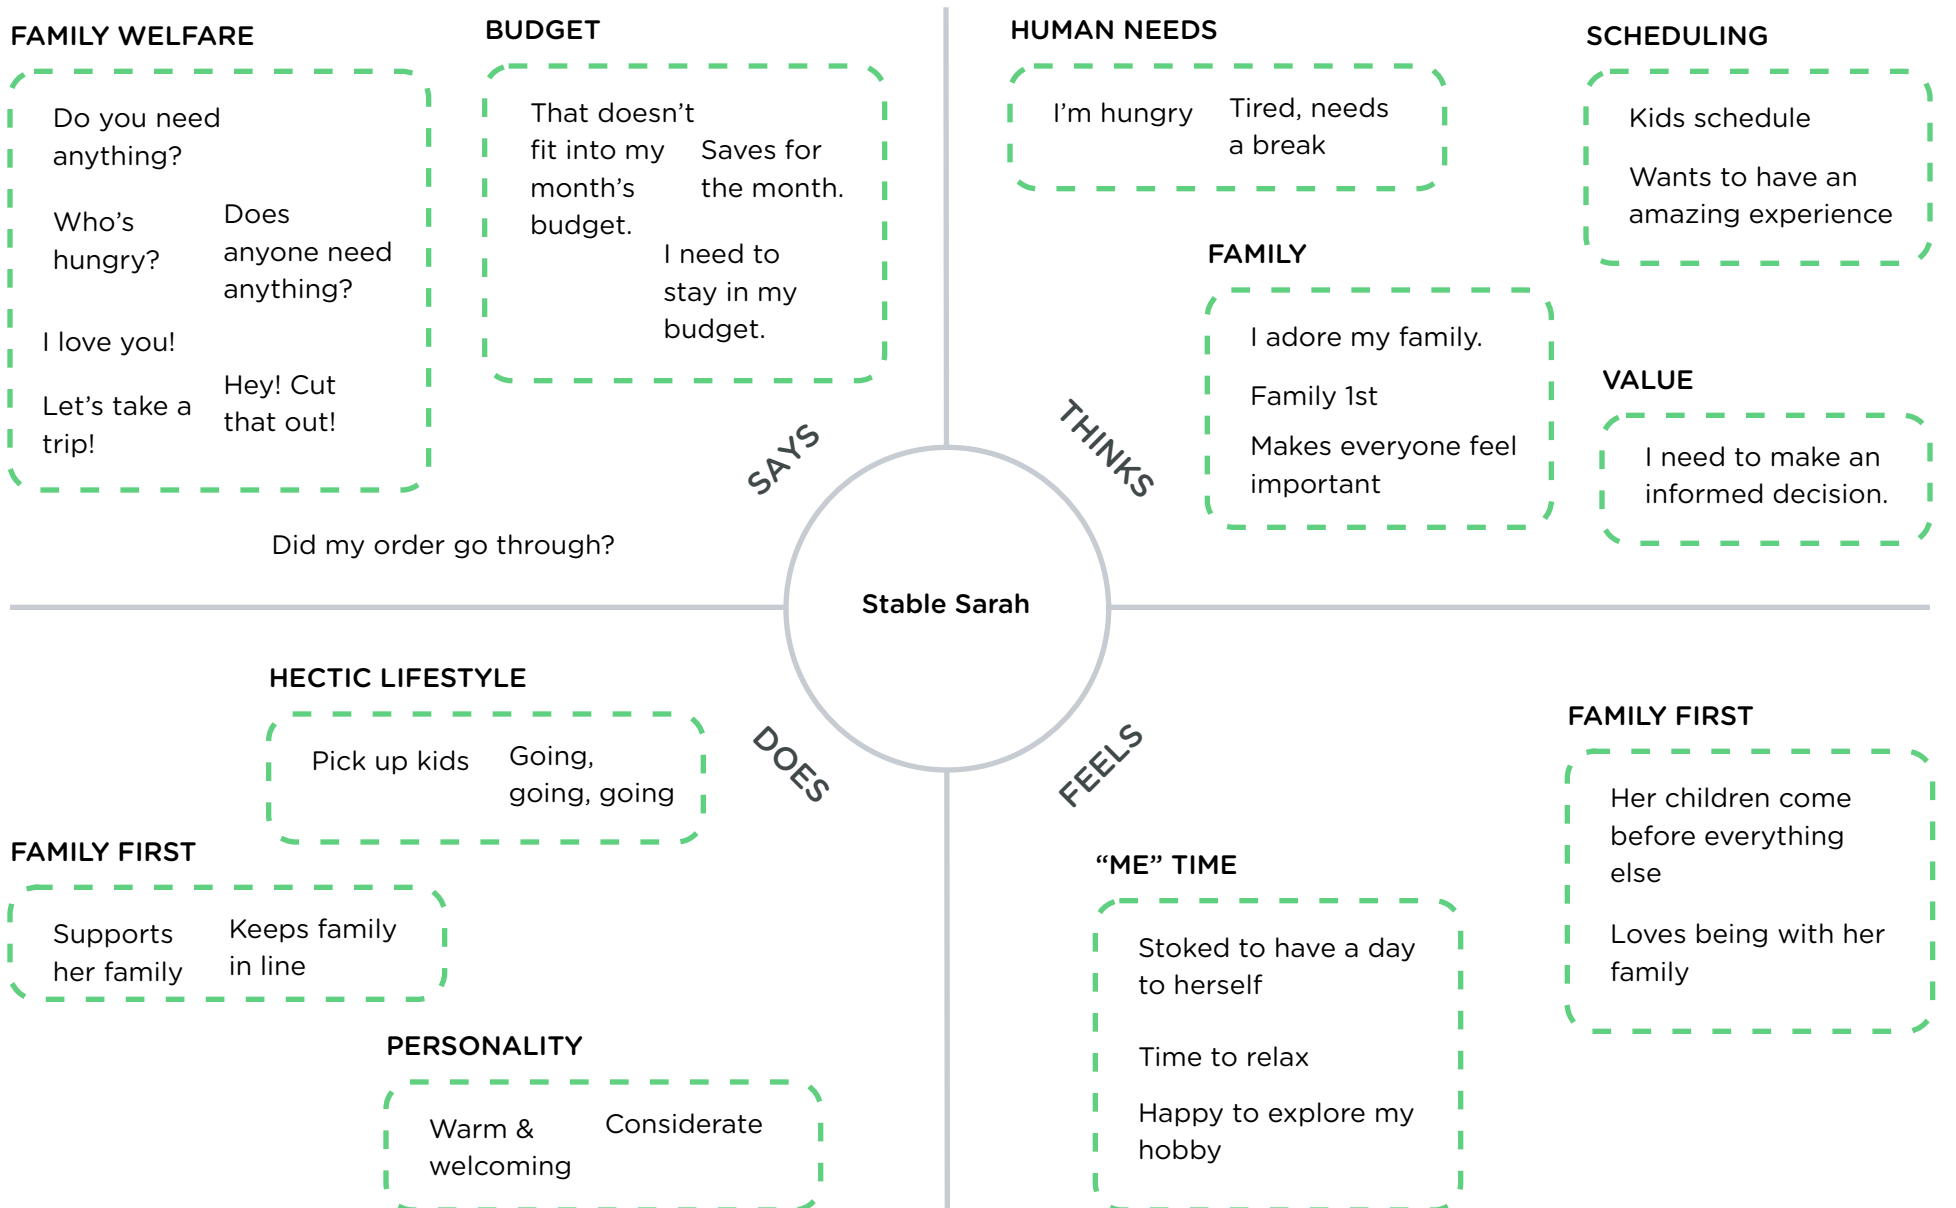 FAMILY WELFARE
Do you need
anything?
Who’s
hungry?
Does
anyone need
anything?
I love you!
Let’s take a
trip!
Hey! Cut
that out!
BUDGET
That doesn’t
fit into my
month’s
budget.
Saves for
the month.
I need to
stay in my
budget.
Did my order go through?
SAYS
HUMAN NEEDS
I’m hungry
Tired, needs
a break
SCHEDULING
Kids schedule
Wants to have an
amazing experience
FAMILY
I adore my family.
Family 1st
Makes everyone feel
important
VALUE
I need to make an
informed decision.
THINKS
Stable Sarah
HECTIC LIFESTYLE
Pick up kids
Going,
going, going
DOES
FAMILY FIRST
Supports
her family
Keeps family
in line
PERSONALITY
Warm &
welcoming
Considerate
FEELS
“ME” TIME
Stoked to have a day
to herself
Time to relax
Happy to explore my
hobby
FAMILY FIRST
Her children come
before everything
else
Loves being with her
family